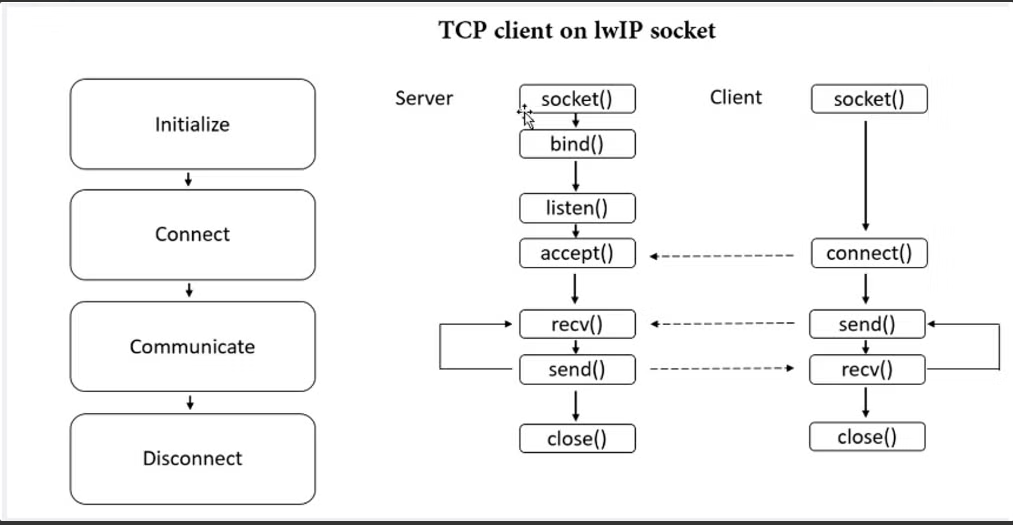 TCP client on lwIP socket
Initialize
Connect
Communicate
Disconnect
Server
socket()
bind()
listen()
accept()
recv()
send()
close()
Client
socket()
connect()
send()
recv()
close()